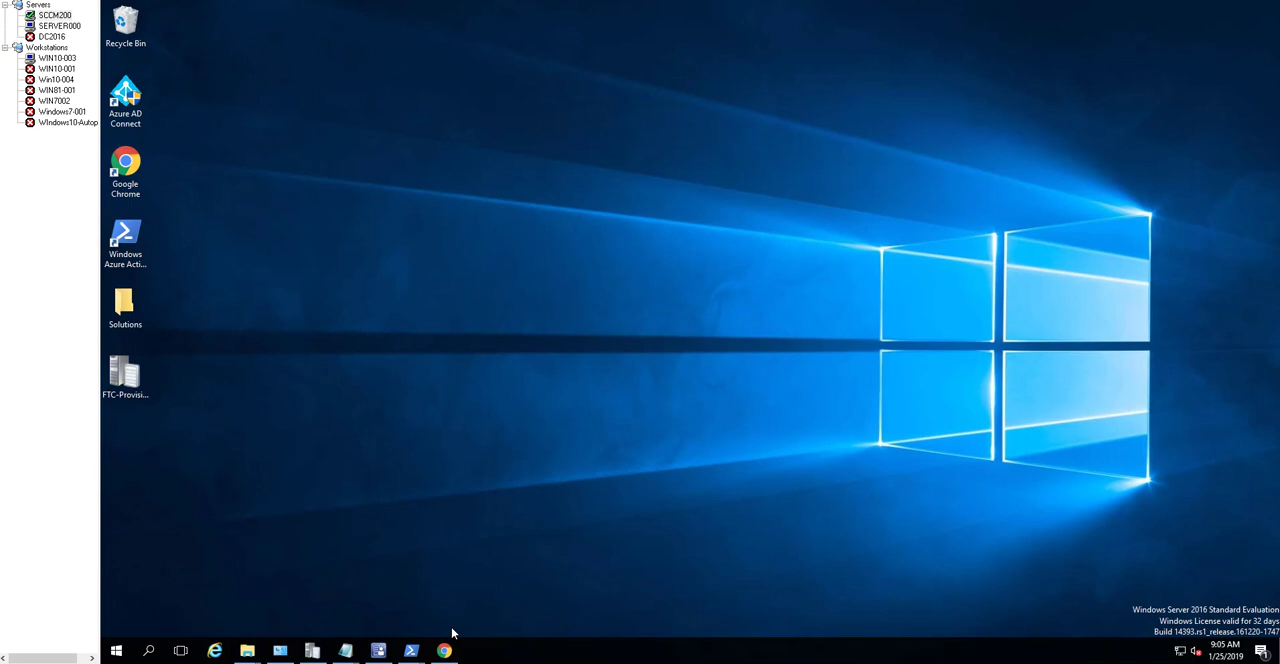 Servers
SCCM200
SERVER000
DC2016
Workstations
WIN10-003
WIN10-001
Win10-004
WIN81-001
WIN7002
Windows7-001
WIndows10-Autop
Recycle Bin
Azure AD
Connect
Google
Chrome
Windows
Azure Acti...
Solutions
FTC-Provisi...
Windows Server 2016 Standard Evaluation
Windows License valid for 32 days
Build 14393.rs1_release.161220-1747
9:05 AM
1/25/2019
1